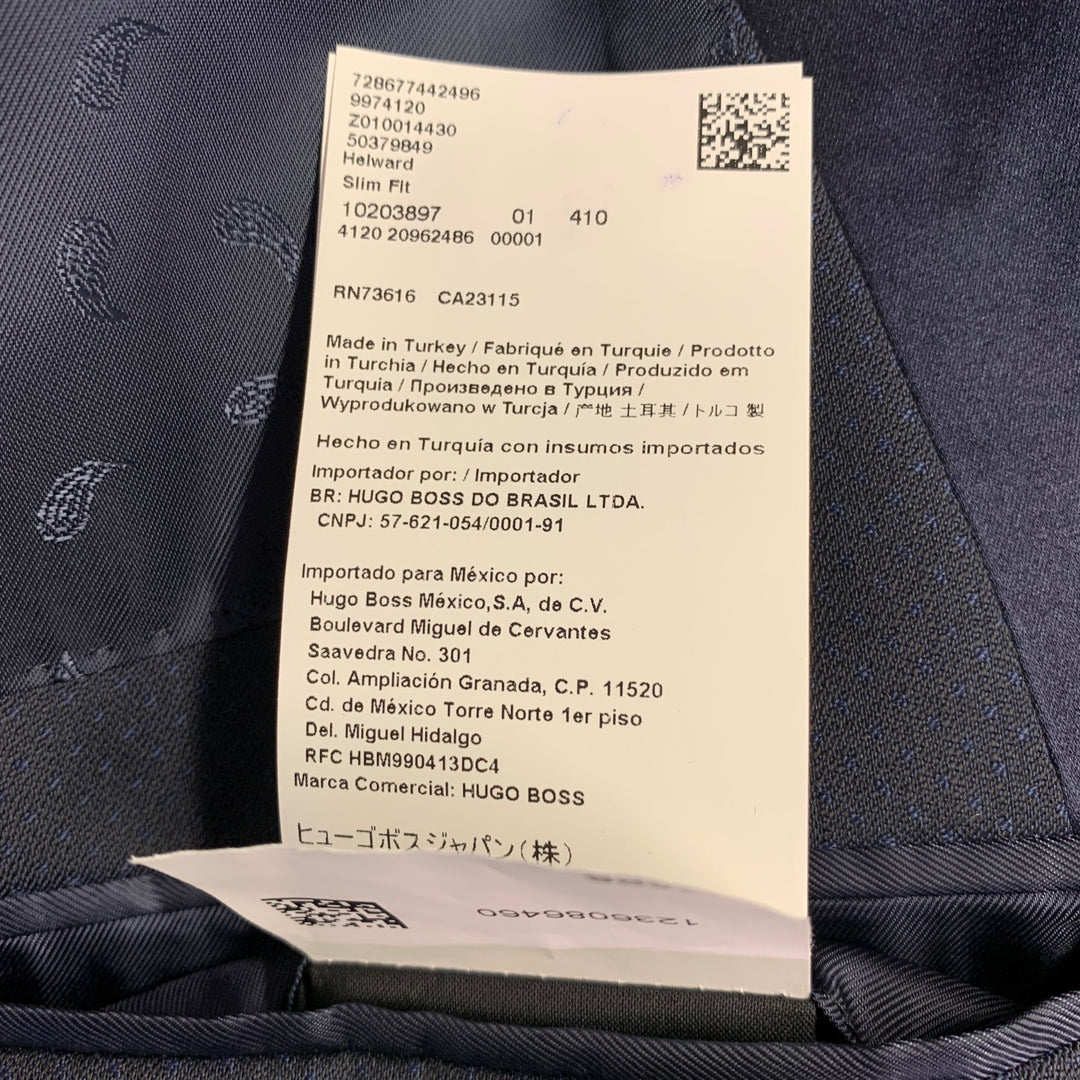 728677442496
9974120
Z010014430
50379849
Helward
Slim Fit
10203897 01 410
4120 20962486 00001
RN73616 CA23115
Made in Turkey / Fabriqué en Turquie / Prodotto
in Turchia / Hecho en Turquía / Produzido em
Turquia / Произведено в Турция /
Wyprodukowano w Turcja / 产地 土耳其 / トルコ 製
Hecho en Turquía con insumos importados
Importador por: / Importador
BR: HUGO BOSS DO BRASIL LTDA.
CNPJ: 57-621-054/0001-91
Importado para México por:
Hugo Boss México,S.A, de C.V.
Boulevard Miguel de Cervantes
Saavedra No. 301
Col. Ampliación Granada, C.P. 11520
Cd. de México Torre Norte 1er piso
Del. Miguel Hidalgo
RFC HBM990413DC4
Marca Comercial: HUGO BOSS
ヒューゴボスジャパン(株)
1236086460